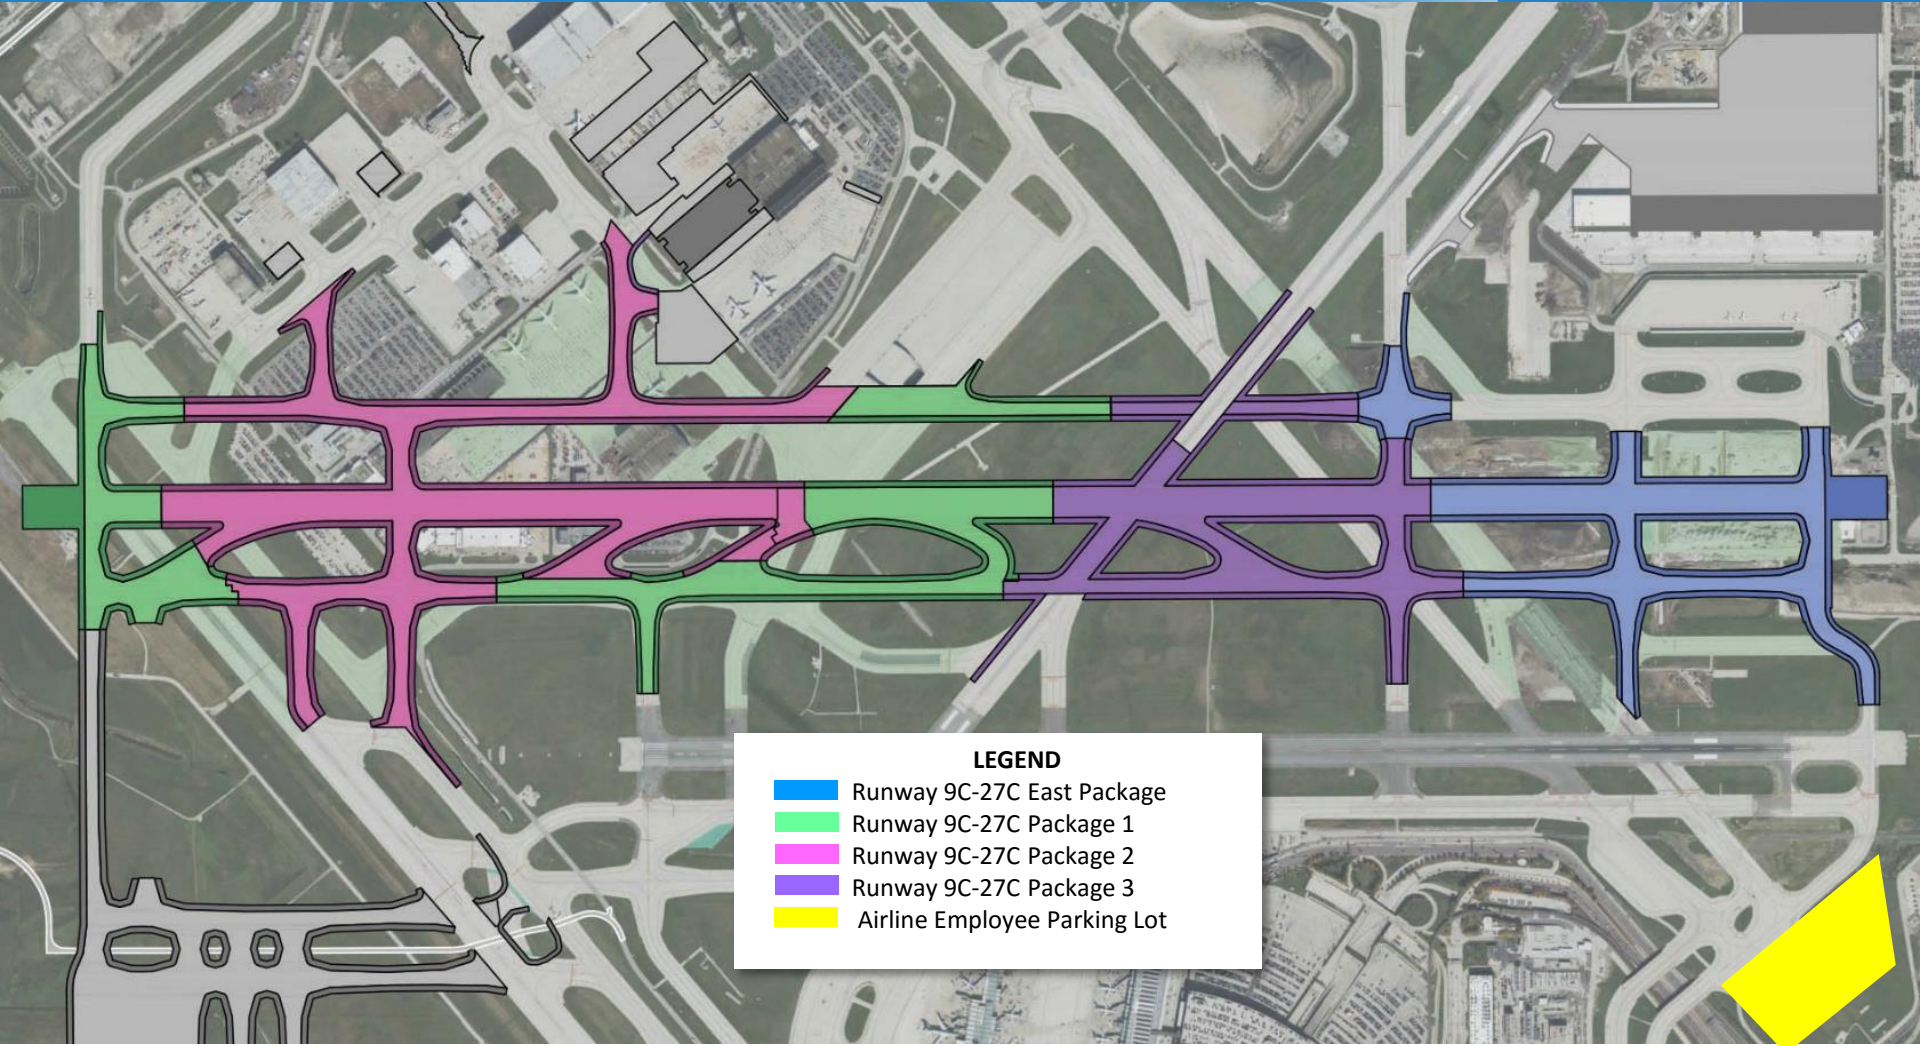 LEGEND
Runway 9C-27C East Package
Runway 9C-27C Package 1
Runway 9C-27C Package 2
Runway 9C-27C Package 3
Airline Employee Parking Lot